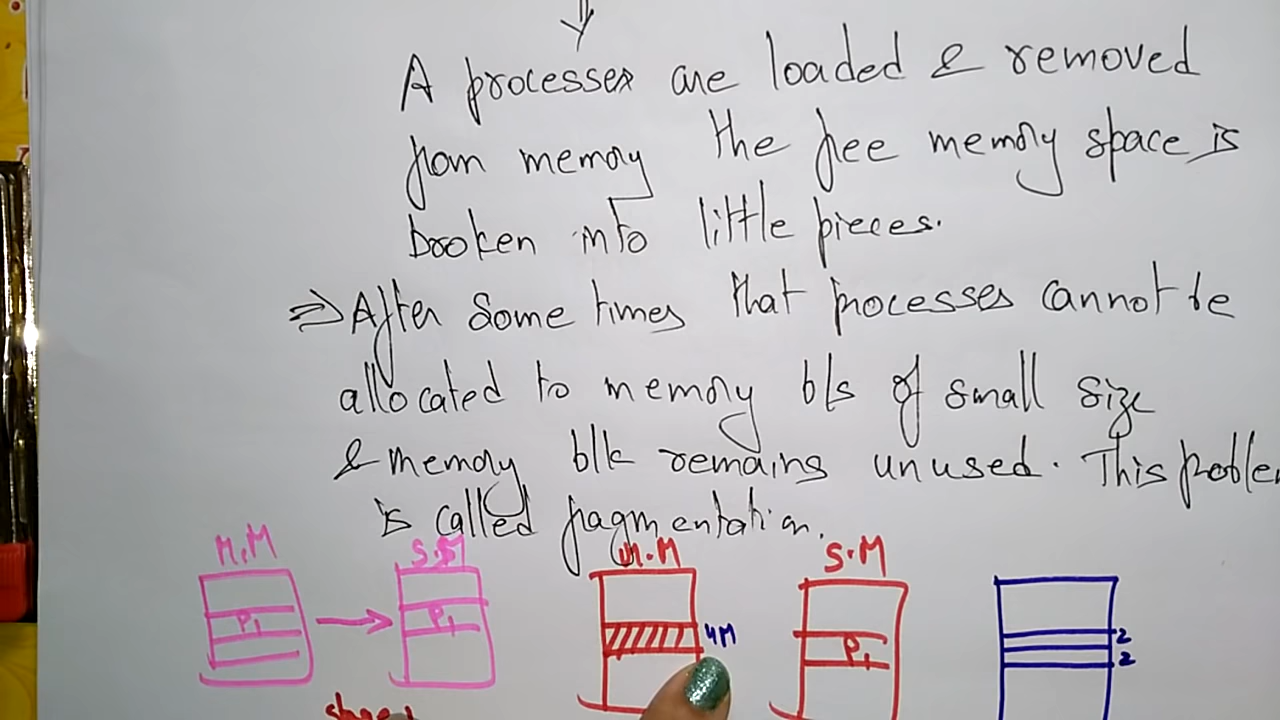 A processes are loaded & removed
from memory the free memory space is
broken into little pieces.
⇒ After some times that processes cannot be
allocated to memory bls of small size
& memory blk remains unused. This problem
is called fragmentation.
M.M S.M M.M S.M
P1 P1 4M P1 2
2